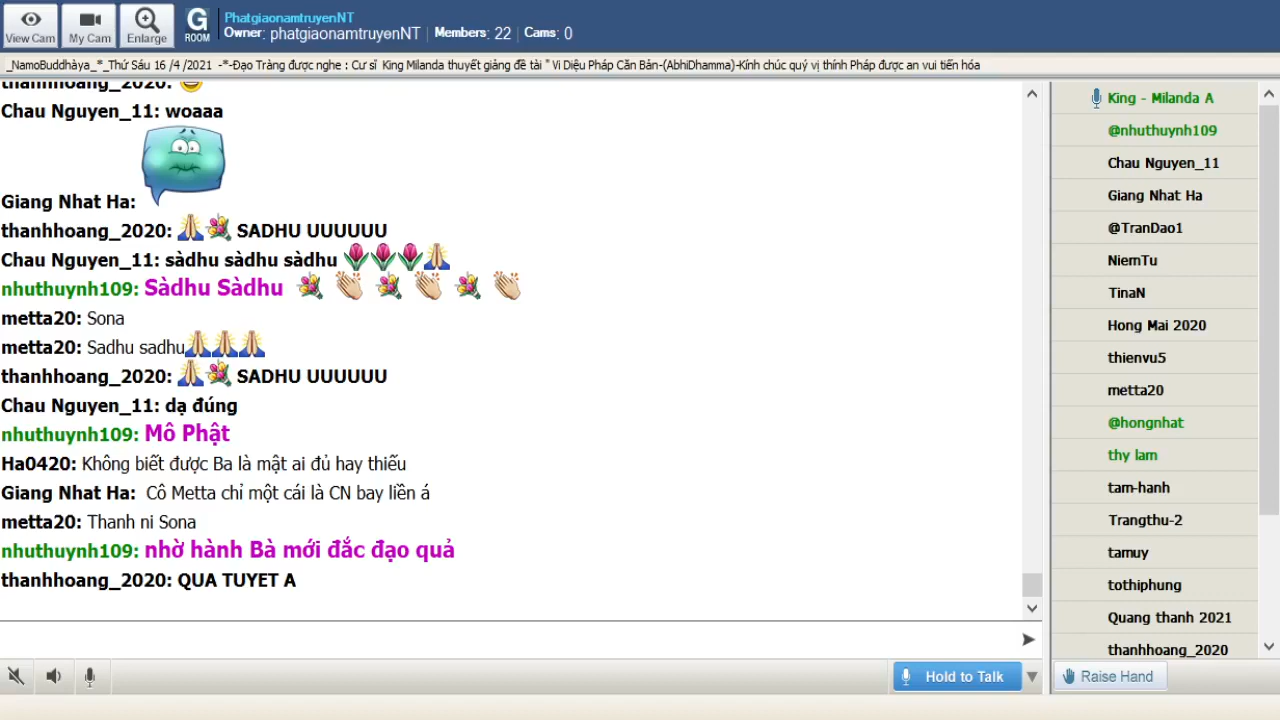 View Cam
My Cam
Enlarge
G
ROOM
PhatgiaonamtruyenNT
Owner: phatgiaonamtruyenNT | Members: 22 | Cams: 0
_NamoBuddhàya_*_Thứ Sáu 16 /4 /2021 -*-Đạo Tràng được nghe : Cư sĩ King Milanda thuyết giảng đề tài " Vi Diệu Pháp Căn Bản-(AbhiDhamma)-Kính chúc quý vị thính Pháp được an vui tiến hóa
thanhhoang_2020:
Chau Nguyen_11: woaaa
Giang Nhat Ha:
thanhhoang_2020: SADHU UUUUUU
Chau Nguyen_11: sàdhu sàdhu sàdhu
nhuthuynh109: Sàdhu Sàdhu
metta20: Sona
metta20: Sadhu sadhu
thanhhoang_2020: SADHU UUUUUU
Chau Nguyen_11: dạ đúng
nhuthuynh109: Mô Phật
Ha0420: Không biết được Ba là mật ai đủ hay thiếu
Giang Nhat Ha: Cô Metta chỉ một cái là CN bay liền á
metta20: Thanh ni Sona
nhuthuynh109: nhờ hành Bà mới đắc đạo quả
thanhhoang_2020: QUA TUYET A
Hold to Talk
King - Milanda A
@nhuthuynh109
Chau Nguyen_11
Giang Nhat Ha
@TranDao1
NiemTu
TinaN
Hong Mai 2020
thienvu5
metta20
@hongnhat
thy lam
tam-hanh
Trangthu-2
tamuy
tothiphung
Quang thanh 2021
thanhhoang_2020
Raise Hand